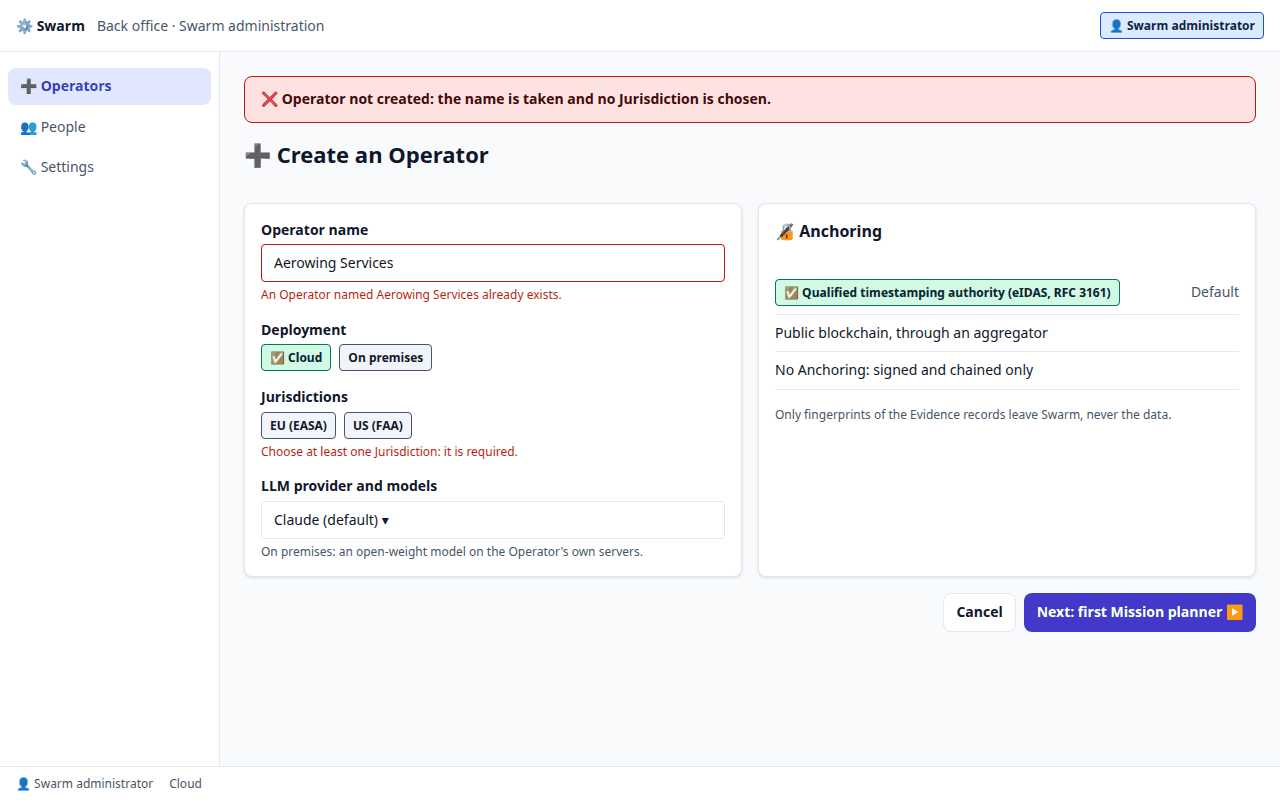 ⚙️ Swarm Back office · Swarm administration
👤 Swarm administrator
➕ Operators
👥 People
🔧 Settings
❌ Operator not created: the name is taken and no Jurisdiction is chosen.
➕ Create an Operator
Operator name
Aerowing Services
An Operator named Aerowing Services already exists.
Deployment
✅ Cloud On premises
Jurisdictions
EU (EASA) US (FAA)
Choose at least one Jurisdiction: it is required.
LLM provider and models
Claude (default) ▾
On premises: an open-weight model on the Operator's own servers.
🔏 Anchoring
✅ Qualified timestamping authority (eIDAS, RFC 3161) Default
Public blockchain, through an aggregator
No Anchoring: signed and chained only
Only fingerprints of the Evidence records leave Swarm, never the data.
Cancel Next: first Mission planner ▶️
👤 Swarm administrator Cloud